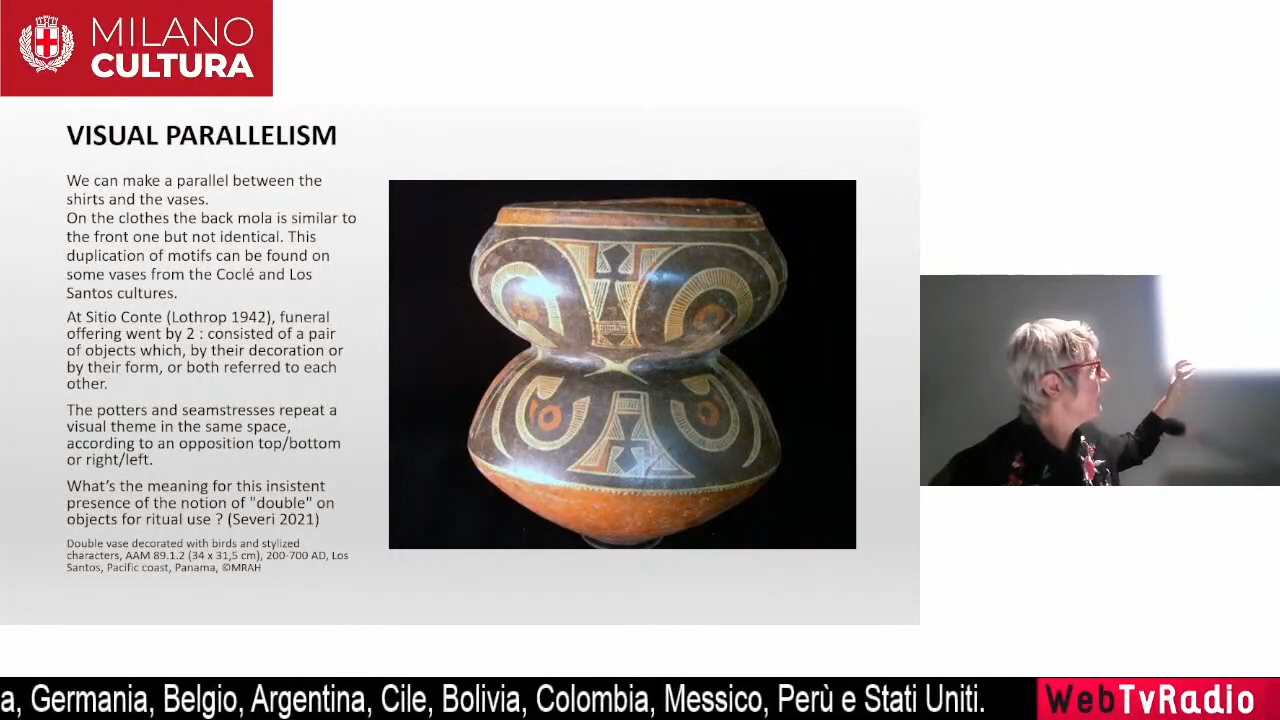 MILANO
CULTURA
VISUAL PARALLELISM
We can make a parallel between the
shirts and the vases.
On the clothes the back mola is similar to
the front one but not identical. This
duplication of motifs can be found on
some vases from the Coclé and Los
Santos cultures.
At Sitio Conte (Lothrop 1942), funeral
offering went by 2 : consisted of a pair
of objects which, by their decoration or
by their form, or both referred to each
other.
The potters and seamstresses repeat a
visual theme in the same space,
according to an opposition top/bottom
or right/left.
What’s the meaning for this insistent
presence of the notion of "double" on
objects for ritual use ? (Severi 2021)
Double vase decorated with birds and stylized
characters, AAM 89.1.2 (34 x 31,5 cm), 200-700 AD, Los
Santos, Pacific coast, Panama, ©MRAH
a, Germania, Belgio, Argentina, Cile, Bolivia, Colombia, Messico, Perù e Stati Uniti.
WebTvRadio